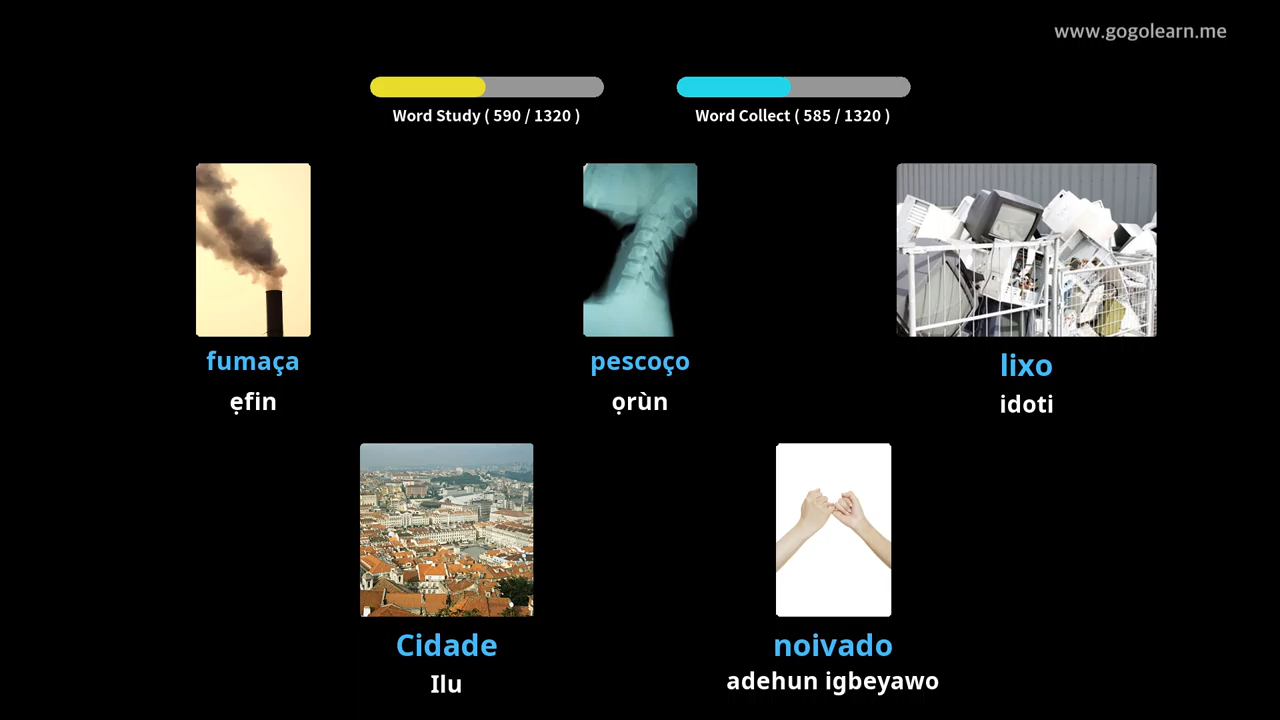 www.gogolearn.me
Word Study ( 590 / 1320 )
Word Collect ( 585 / 1320 )
fumaça
ẹfin
pescoço
ọrùn
lixo
idoti
Cidade
Ilu
noivado
adehun igbeyawo